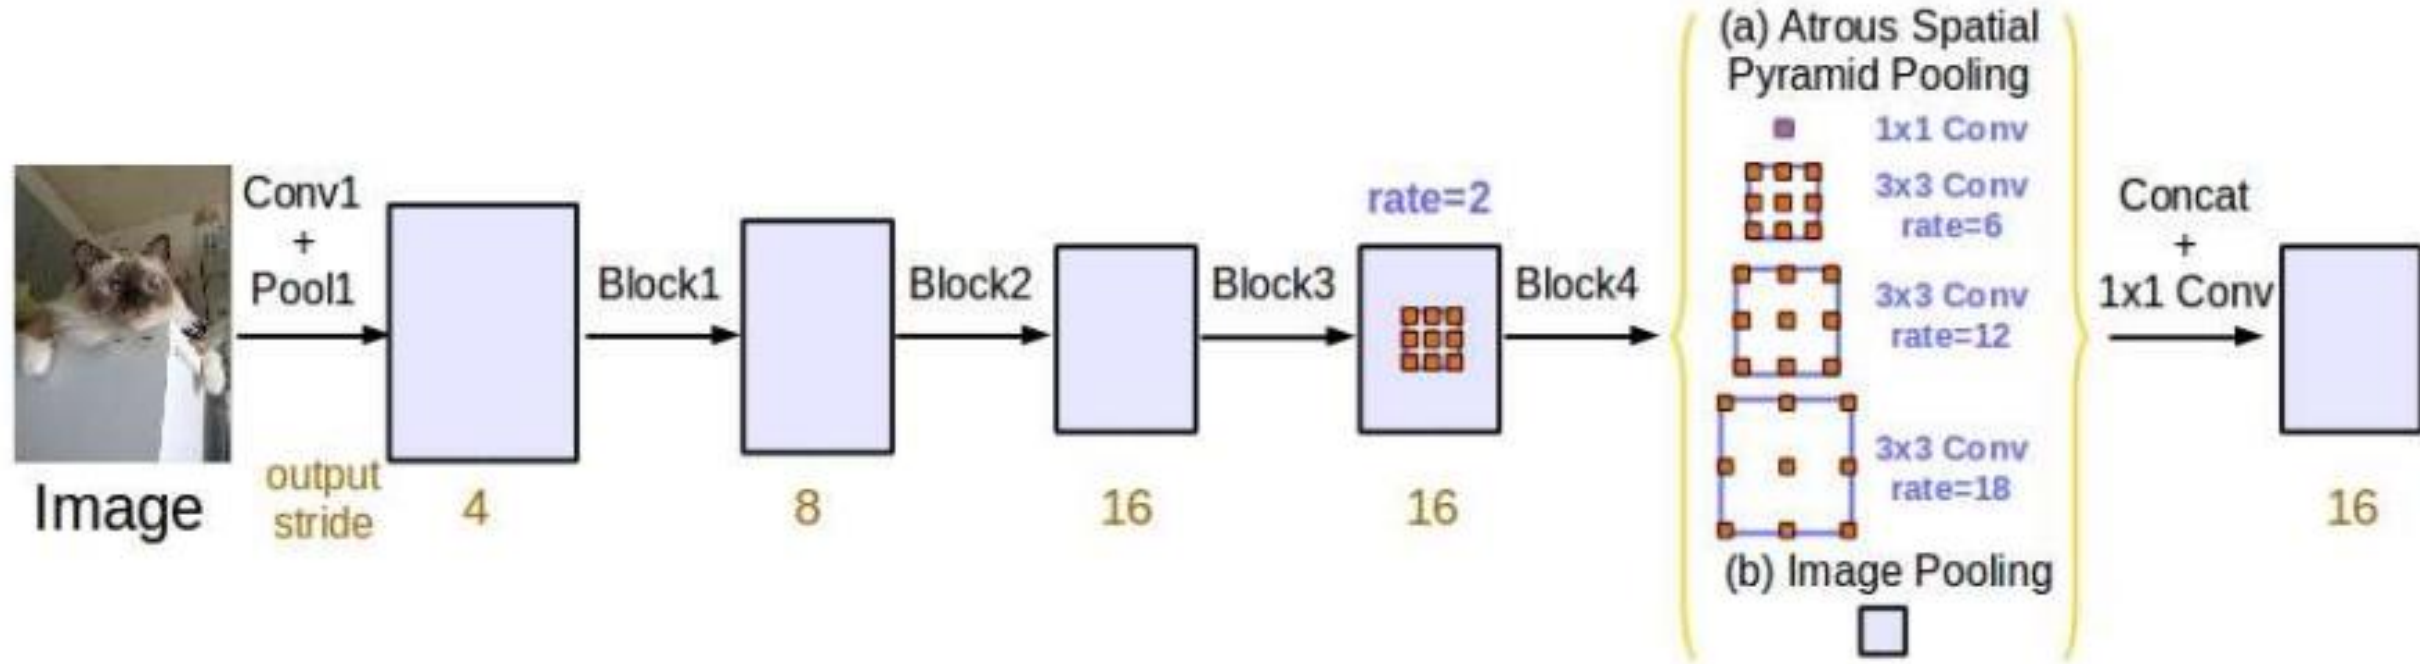 Image
output
stride
Conv1
+
Pool1
4
Block1
8
Block2
16
Block3
rate=2
16
Block4
(a) Atrous Spatial
Pyramid Pooling
1x1 Conv
3x3 Conv
rate=6
3x3 Conv
rate=12
3x3 Conv
rate=18
(b) Image Pooling
Concat
+
1x1 Conv
16